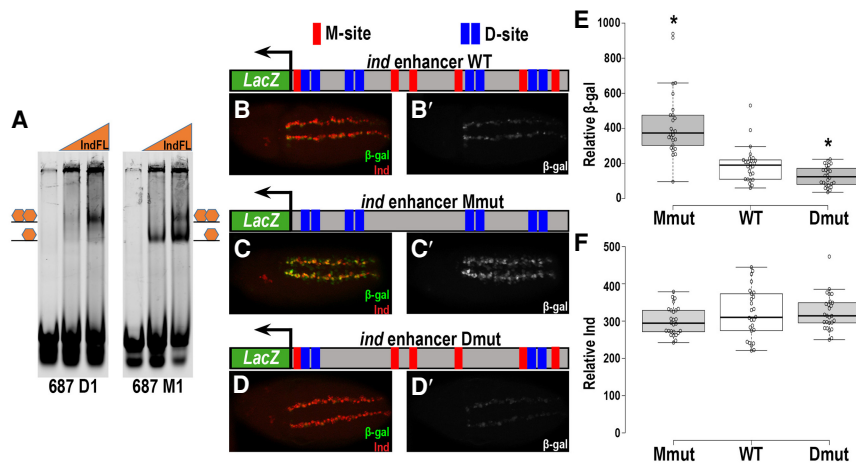 M-site D-site
ind enhancer WT
LacZ
A
IndFL IndFL
687 D1 687 M1
B B′
β-gal
Ind
β-gal
ind enhancer Mmut
LacZ
C C′
β-gal
Ind
β-gal
ind enhancer Dmut
LacZ
D D′
β-gal
Ind
β-gal
E
Relative β-gal
1000
800
600
400
200
0
*
*
Mmut WT Dmut
F
Relative Ind
500
400
300
200
100
0
Mmut WT Dmut